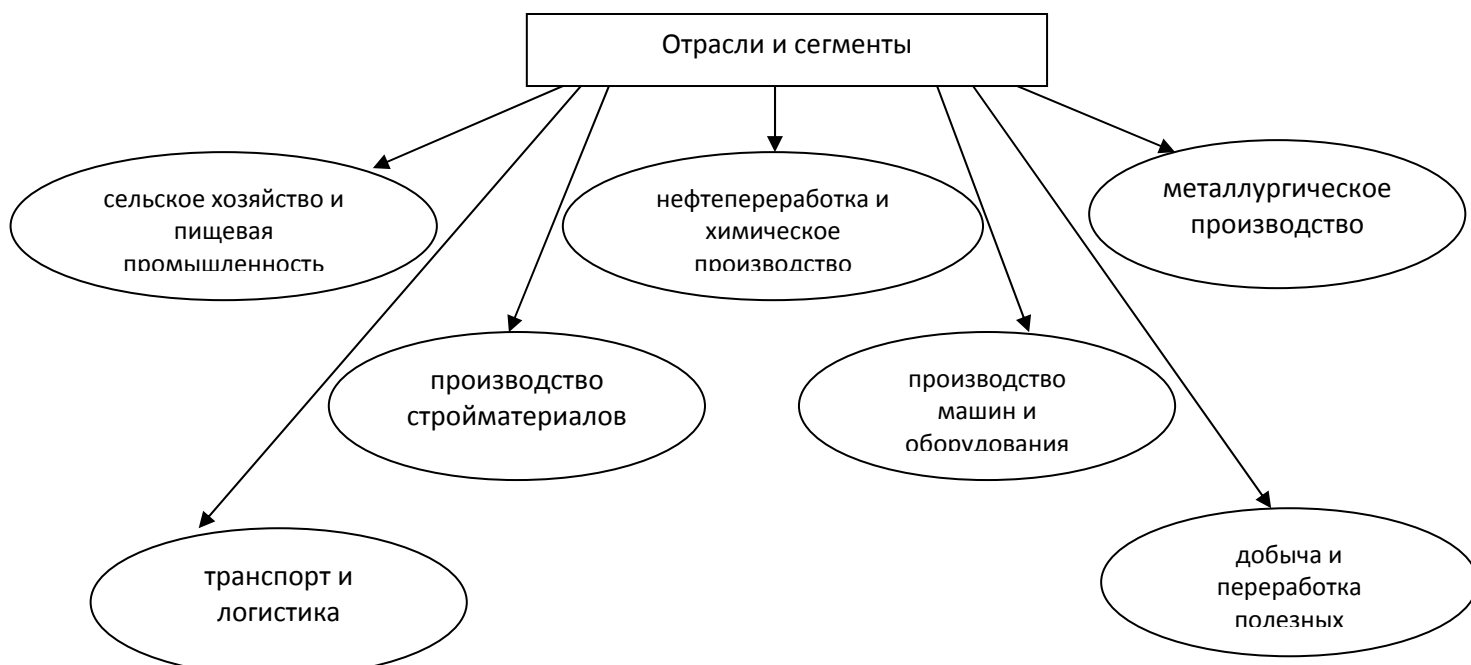 Отрасли и сегменты
сельское хозяйство и
пищевая
промышленность
нефтепереработка и
химическое
производство
металлургическое
производство
производство
стройматериалов
производство
машин и
оборудования
транспорт и
логистика
добыча и
переработка
полезных